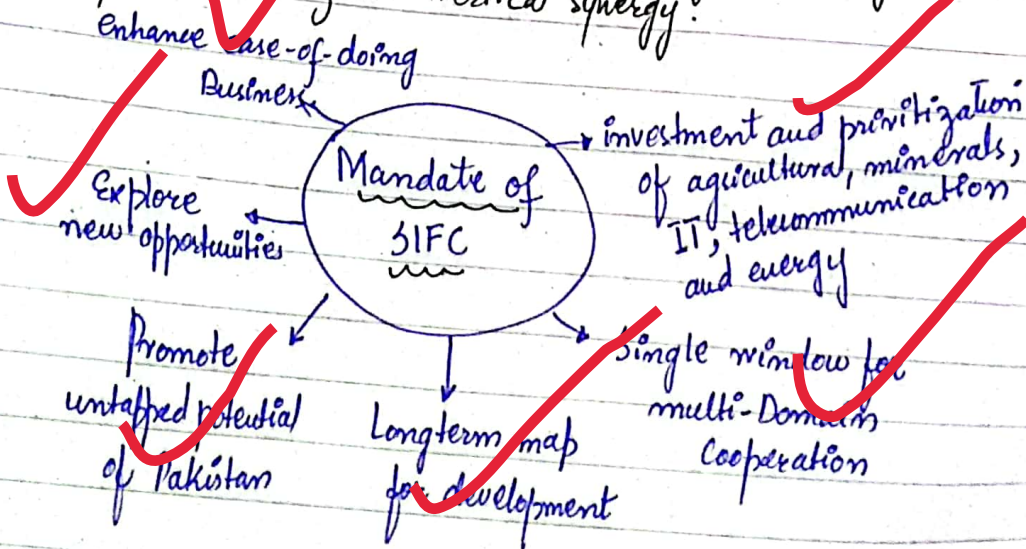 synergy.
enhance ease-of-doing
Business
Mandate of
SIFC
investment and privitization
of agricultural, minerals,
IT, telecommunication
and energy
Explore
new opportunities
Promote
untapped potential
of Pakistan
Longterm map
for development
Single window for
multi-Domain
Cooperation